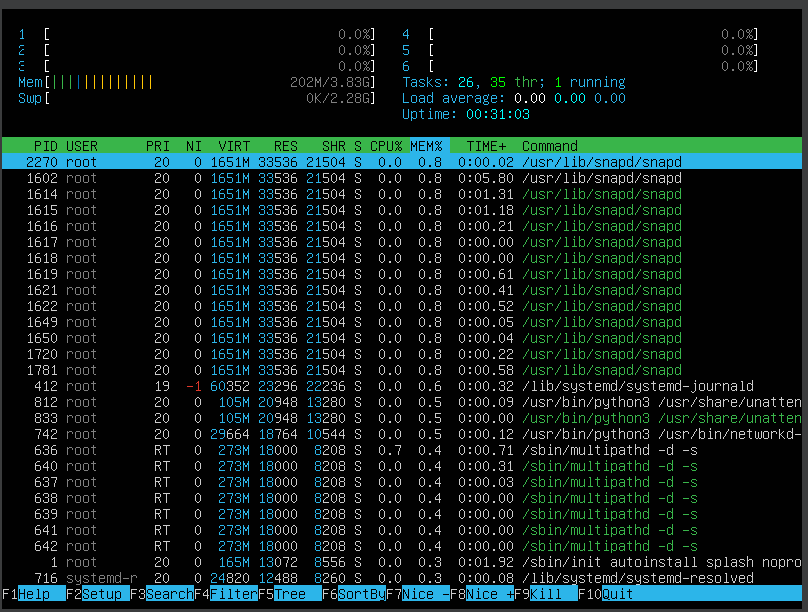 1 [ 0.0%] 4 [ 0.0%]
2 [ 0.0%] 5 [ 0.0%]
3 [ 0.0%] 6 [ 0.0%]
Mem[||||||||||||| 202M/3.83G] Tasks: 26, 35 thr; 1 running
Swp[ 0K/2.28G] Load average: 0.00 0.00 0.00
Uptime: 00:31:03
PID USER PRI NI VIRT RES SHR S CPU% MEM% TIME+ Command
2270 root 20 0 1651M 33536 21504 S 0.0 0.8 0:00.02 /usr/lib/snapd/snapd
1602 root 20 0 1651M 33536 21504 S 0.0 0.8 0:05.80 /usr/lib/snapd/snapd
1614 root 20 0 1651M 33536 21504 S 0.0 0.8 0:01.31 /usr/lib/snapd/snapd
1615 root 20 0 1651M 33536 21504 S 0.0 0.8 0:01.18 /usr/lib/snapd/snapd
1616 root 20 0 1651M 33536 21504 S 0.0 0.8 0:00.21 /usr/lib/snapd/snapd
1617 root 20 0 1651M 33536 21504 S 0.0 0.8 0:00.00 /usr/lib/snapd/snapd
1618 root 20 0 1651M 33536 21504 S 0.0 0.8 0:00.00 /usr/lib/snapd/snapd
1619 root 20 0 1651M 33536 21504 S 0.0 0.8 0:00.61 /usr/lib/snapd/snapd
1621 root 20 0 1651M 33536 21504 S 0.0 0.8 0:00.41 /usr/lib/snapd/snapd
1622 root 20 0 1651M 33536 21504 S 0.0 0.8 0:00.52 /usr/lib/snapd/snapd
1649 root 20 0 1651M 33536 21504 S 0.0 0.8 0:00.05 /usr/lib/snapd/snapd
1650 root 20 0 1651M 33536 21504 S 0.0 0.8 0:00.04 /usr/lib/snapd/snapd
1720 root 20 0 1651M 33536 21504 S 0.0 0.8 0:00.22 /usr/lib/snapd/snapd
1781 root 20 0 1651M 33536 21504 S 0.0 0.8 0:00.58 /usr/lib/snapd/snapd
412 root 19 -1 60352 23296 22236 S 0.0 0.6 0:00.32 /lib/systemd/systemd-journald
812 root 20 0 105M 20948 13280 S 0.0 0.5 0:00.09 /usr/bin/python3 /usr/share/unatten
833 root 20 0 105M 20948 13280 S 0.0 0.5 0:00.00 /usr/bin/python3 /usr/share/unatten
742 root 20 0 29664 18764 10544 S 0.0 0.5 0:00.12 /usr/bin/python3 /usr/bin/networkd-
636 root RT 0 273M 18000 8208 S 0.7 0.4 0:00.71 /sbin/multipathd -d -s
640 root RT 0 273M 18000 8208 S 0.0 0.4 0:00.31 /sbin/multipathd -d -s
637 root RT 0 273M 18000 8208 S 0.0 0.4 0:00.03 /sbin/multipathd -d -s
638 root RT 0 273M 18000 8208 S 0.0 0.4 0:00.00 /sbin/multipathd -d -s
639 root RT 0 273M 18000 8208 S 0.0 0.4 0:00.00 /sbin/multipathd -d -s
641 root RT 0 273M 18000 8208 S 0.0 0.4 0:00.00 /sbin/multipathd -d -s
642 root RT 0 273M 18000 8208 S 0.0 0.4 0:00.00 /sbin/multipathd -d -s
1 root 20 0 165M 13072 8556 S 0.0 0.3 0:01.92 /sbin/init autoinstall splash nopro
716 systemd-r 20 0 24820 12488 8260 S 0.0 0.3 0:00.08 /lib/systemd/systemd-resolved
F1Help F2Setup F3SearchF4FilterF5Tree F6SortByF7Nice -F8Nice +F9Kill F10Quit